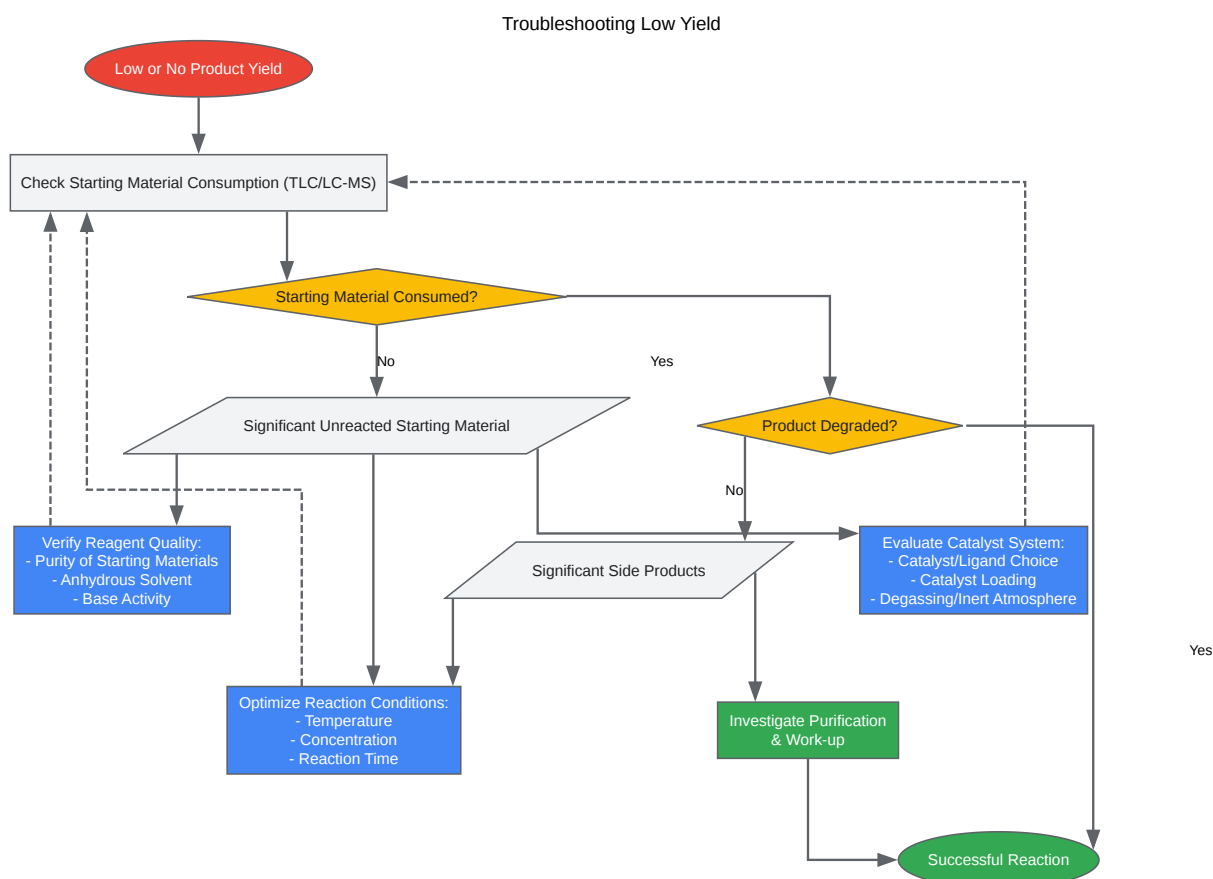 Troubleshooting Low Yield
Low or No Product Yield
Check Starting Material Consumption (TLC/LC-MS)
Starting Material Consumed?
No
Yes
Significant Unreacted Starting Material
Product Degraded?
No
Verify Reagent Quality:
- Purity of Starting Materials
- Anhydrous Solvent
- Base Activity
Significant Side Products
Evaluate Catalyst System:
- Catalyst/Ligand Choice
- Catalyst Loading
- Degassing/Inert Atmosphere
Yes
Optimize Reaction Conditions:
- Temperature
- Concentration
- Reaction Time
Investigate Purification
& Work-up
Successful Reaction